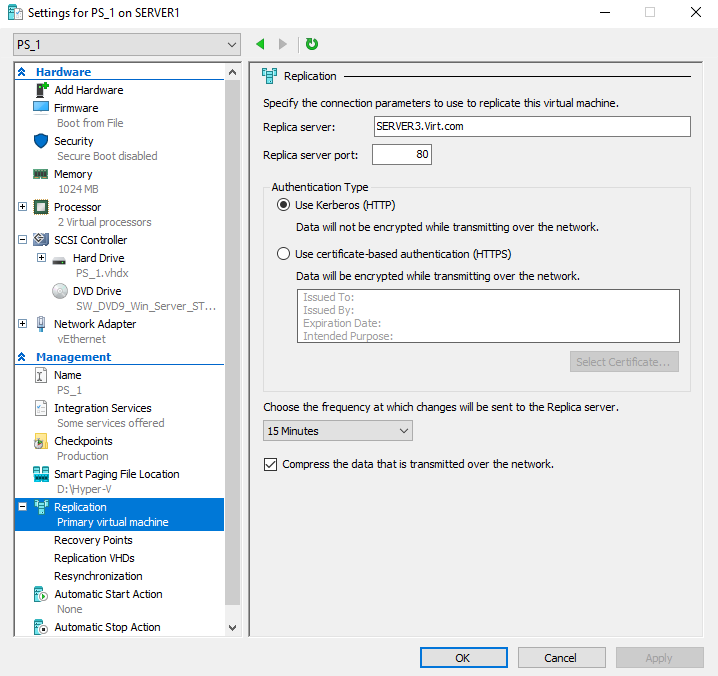 Settings for PS_1 on SERVER1
PS_1
Hardware
Add Hardware
Firmware
Boot from File
Security
Secure Boot disabled
Memory
1024 MB
Processor
2 Virtual processors
SCSI Controller
Hard Drive
PS_1.vhdx
DVD Drive
SW_DVD9_Win_Server_ST...
Network Adapter
vEthernet
Management
Name
PS_1
Integration Services
Some services offered
Checkpoints
Production
Smart Paging File Location
D:\Hyper-V
Replication
Primary virtual machine
Recovery Points
Replication VHDs
Resynchronization
Automatic Start Action
None
Automatic Stop Action
Replication
Specify the connection parameters to use to replicate this virtual machine.
Replica server: SERVER3.Virt.com
Replica server port: 80
Authentication Type
Use Kerberos (HTTP)
Data will not be encrypted while transmitting over the network.
Use certificate-based authentication (HTTPS)
Data will be encrypted while transmitting over the network.
Issued To:
Issued By:
Expiration Date:
Intended Purpose:
Select Certificate...
Choose the frequency at which changes will be sent to the Replica server.
15 Minutes
Compress the data that is transmitted over the network.
OK Cancel Apply